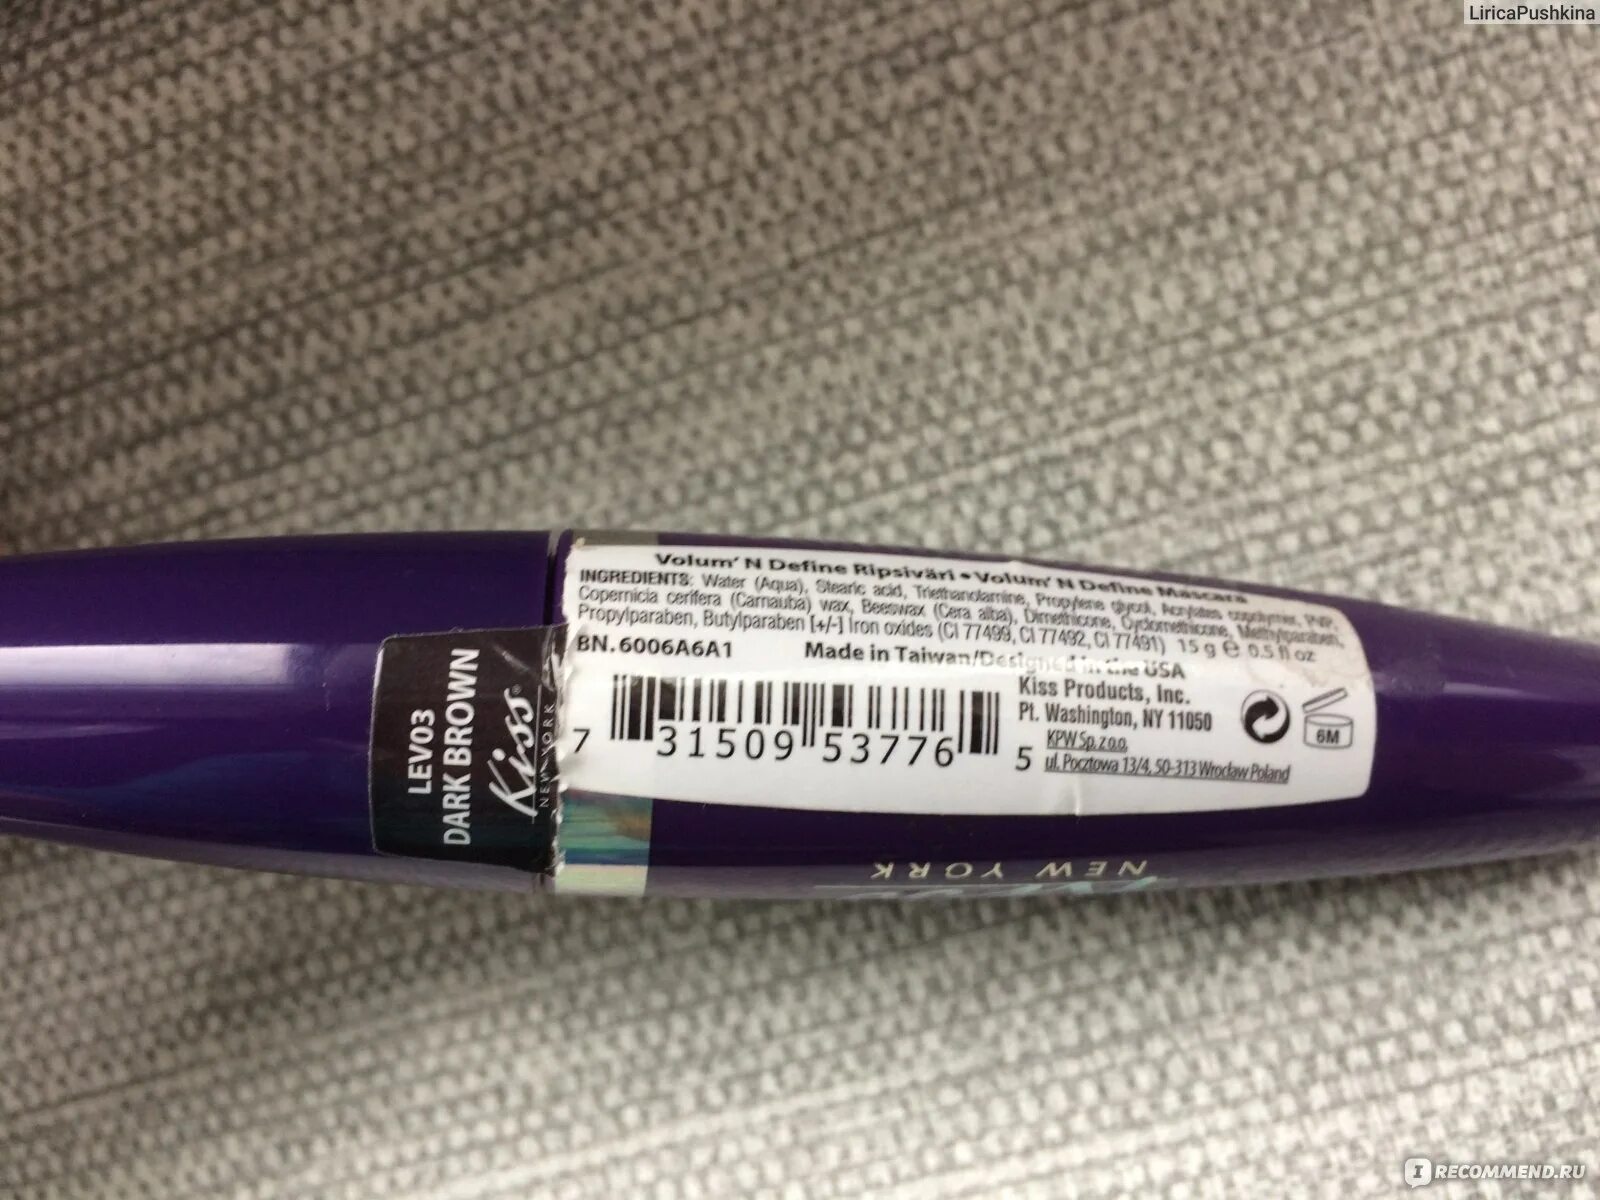 LiricaPushkina
Volum' N Define Ripsiväri • Volum' N Define Mascara
INGREDIENTS: Water (Aqua), Stearic acid, Triethanolamine, Propylene glycol, Acrylates copolymer, PVP,
Copernicia cerifera (Carnauba) wax, Beeswax (Cera alba), Dimethicone, Cyclomethicone, Methylparaben,
Propylparaben, Butylparaben [+/-] Iron oxides (CI 77499, CI 77492, CI 77491) 15 g e 0.5 fl oz
BN.6006A6A1 Made in Taiwan/Designed in the USA
Kiss Products, Inc.
Pt. Washington, NY 11050
KPW Sp. z o.o.
ul. Pocztowa 13/4, 50-313 Wrocław Poland
7 31509 53776 5
6M
LEV03
DARK BROWN
Kiss®
NEW YORK
NEW YORK
IRECOMMEND.RU